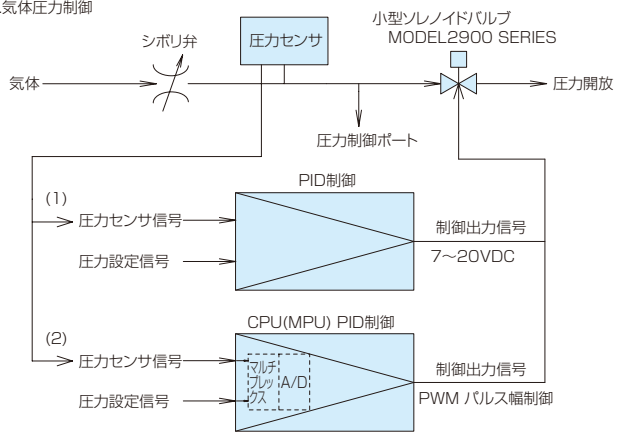 気体圧力制御
小型ソレノイドバルブ
MODEL2900 SERIES
シボリ弁
圧力センサ
気体
圧力開放
圧力制御ポート
PID制御
(1)
圧力センサ信号
圧力設定信号
制御出力信号
7～20VDC
CPU(MPU) PID制御
(2)
圧力センサ信号
マルチ
プレッ
クス
A/D
圧力設定信号
制御出力信号
PWM パルス幅制御